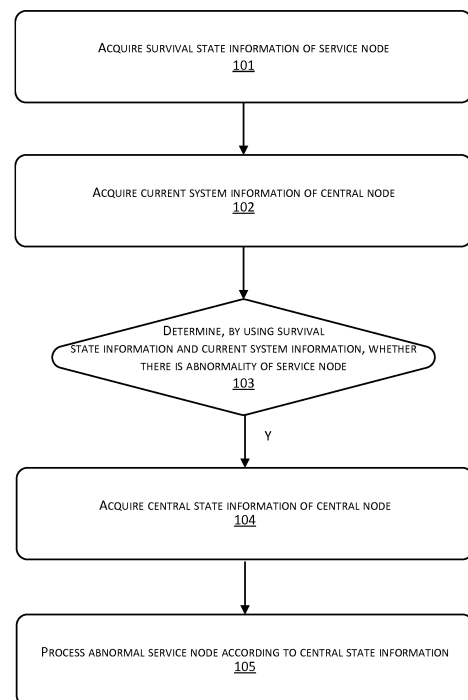 ACQUIRE SURVIVAL STATE INFORMATION OF SERVICE NODE
101
ACQUIRE CURRENT SYSTEM INFORMATION OF CENTRAL NODE
102
DETERMINE, BY USING SURVIVAL
STATE INFORMATION AND CURRENT SYSTEM INFORMATION, WHETHER
THERE IS ABNORMALITY OF SERVICE NODE
103
Y
ACQUIRE CENTRAL STATE INFORMATION OF CENTRAL NODE
104
PROCESS ABNORMAL SERVICE NODE ACCORDING TO CENTRAL STATE INFORMATION
105